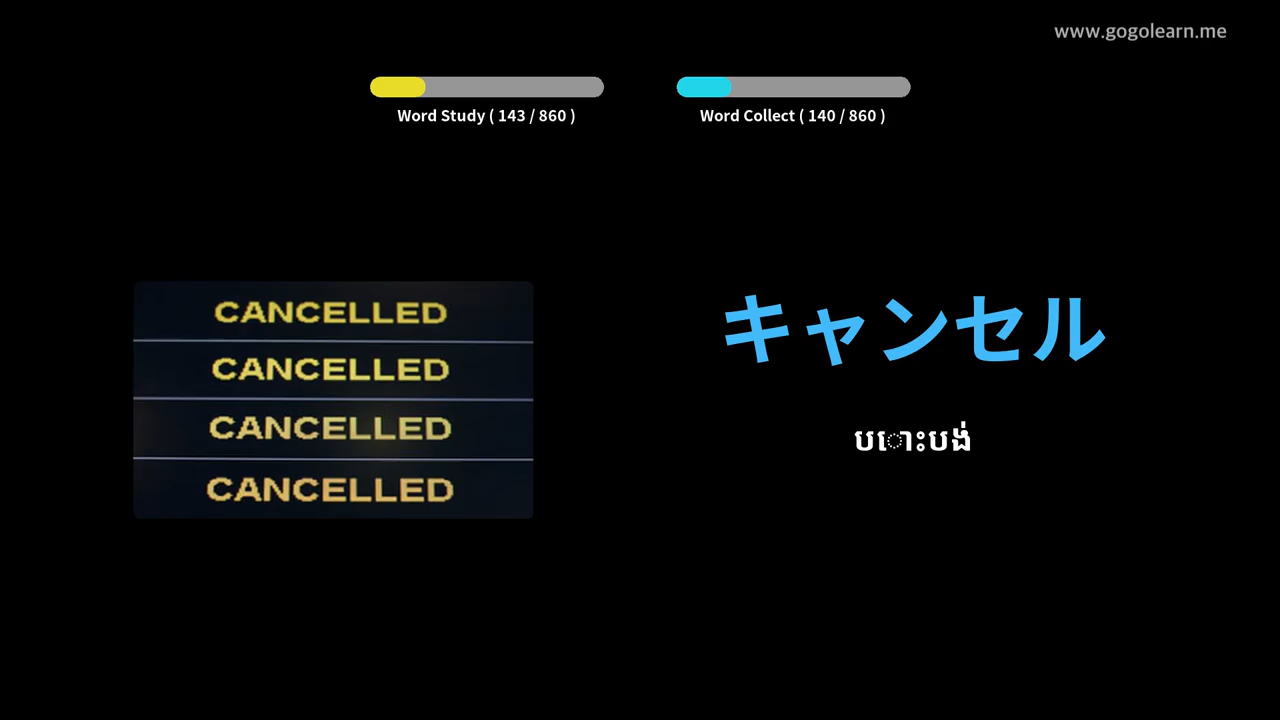 www.gogolearn.me
Word Study ( 143 / 860 )
Word Collect ( 140 / 860 )
CANCELLED
CANCELLED
CANCELLED
CANCELLED
キャンセル
បោះបង់